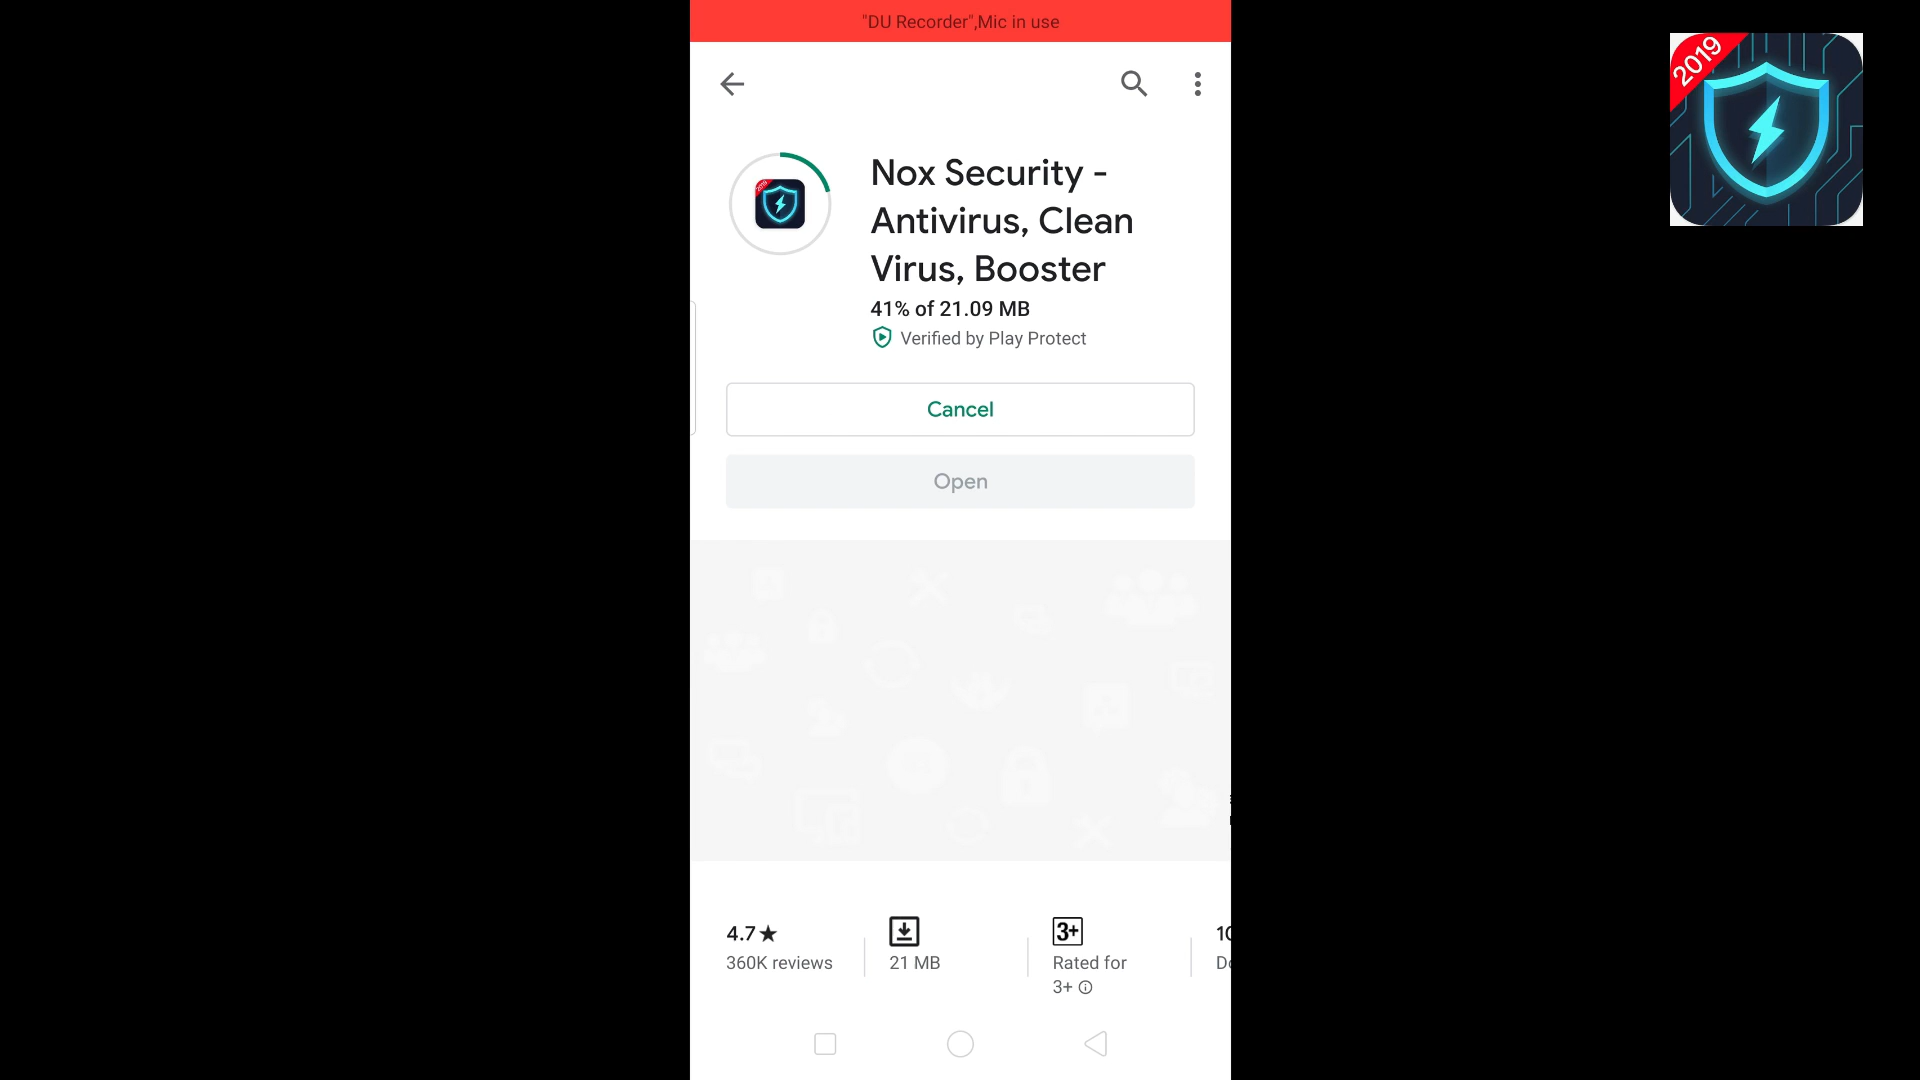 "DU Recorder",Mic in use
2019
Nox Security -
Antivirus, Clean
Virus, Booster
41% of 21.09 MB
Verified by Play Protect
Cancel
Open
4.7★
360K reviews
21 MB
3+
Rated for
3+